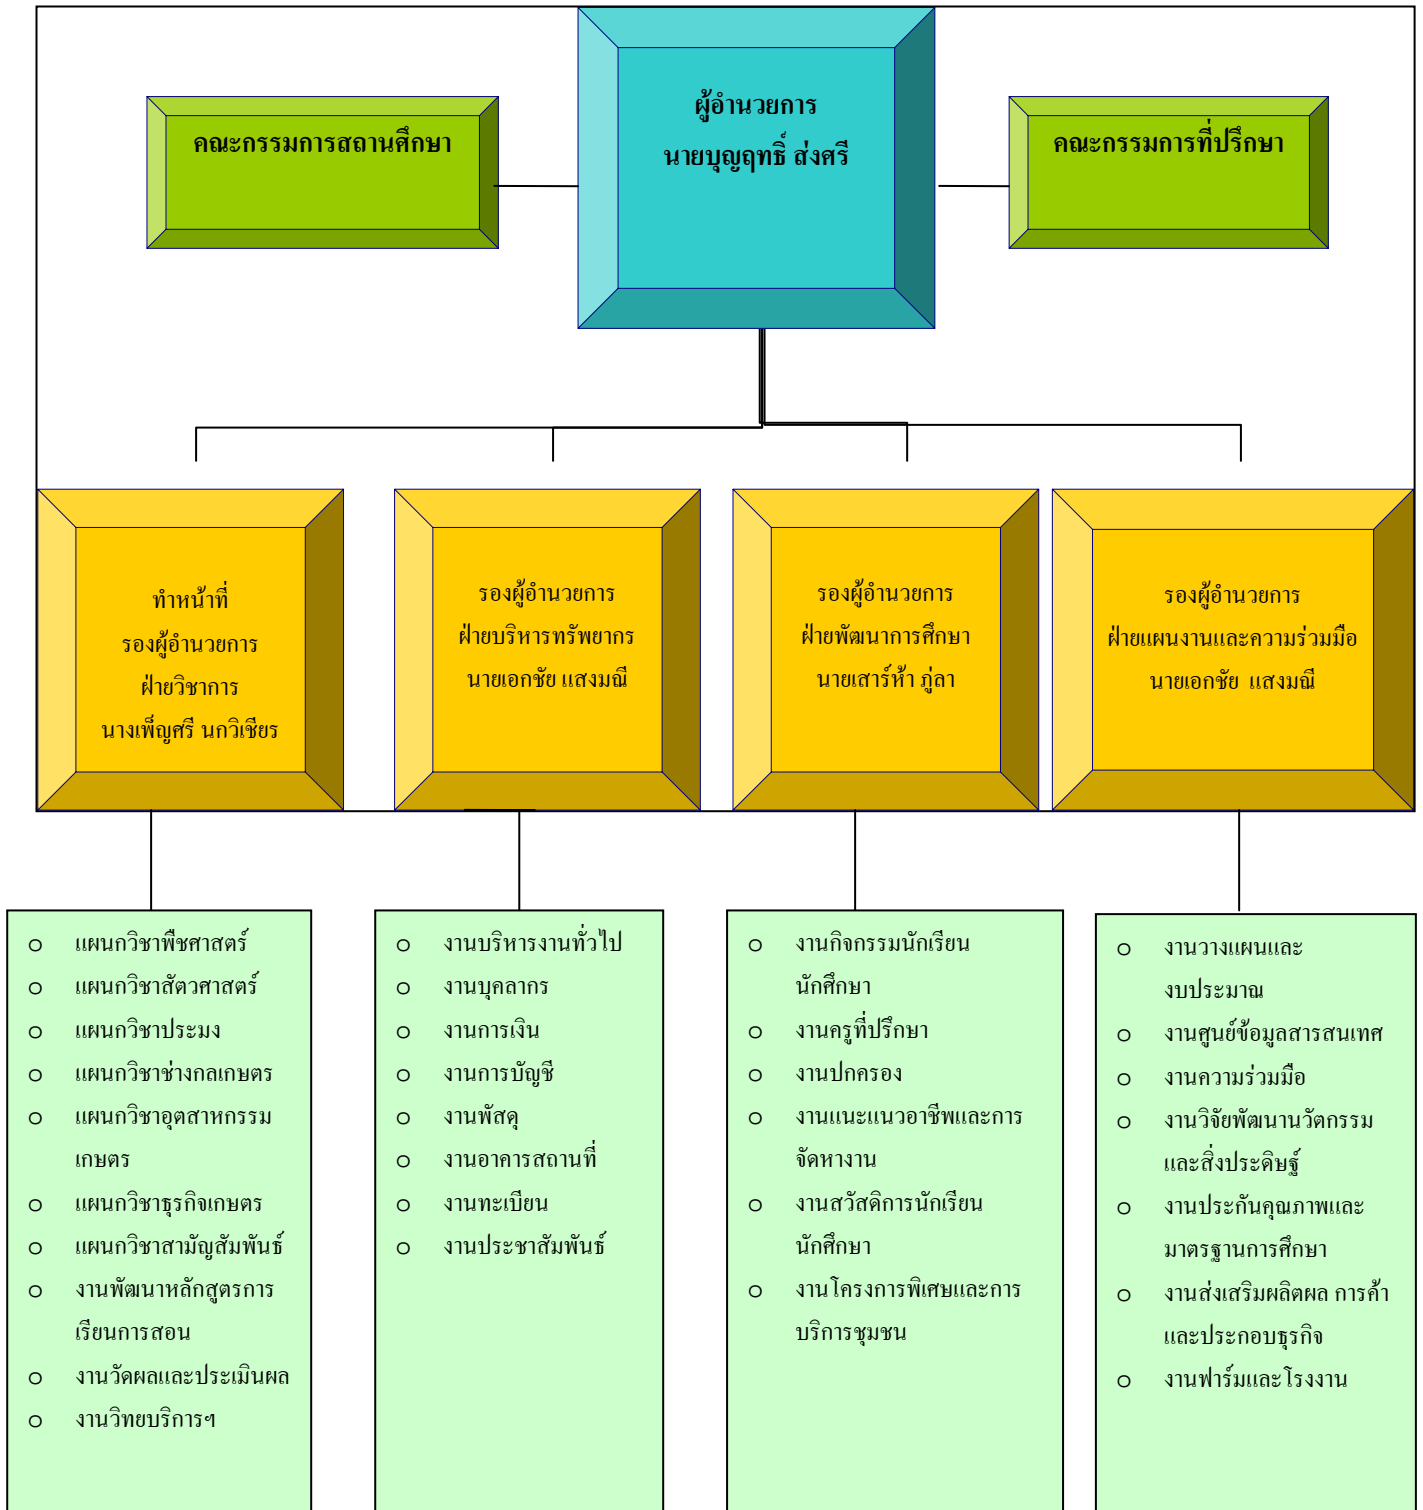 ผู้อำนวยการ
นายบุญฤทธิ์ ส่งศรี
คณะกรรมการสถานศึกษา
คณะกรรมการที่ปรึกษา
ทำหน้าที่
รองผู้อำนวยการ
ฝ่ายวิชาการ
นางเพ็ญศรี นกวิเชียร
รองผู้อำนวยการ
ฝ่ายบริหารทรัพยากร
นายเอกชัย แสงมณี
รองผู้อำนวยการ
ฝ่ายพัฒนาการศึกษา
นายเสาร์ห้า ภู่ลา
รองผู้อำนวยการ
ฝ่ายแผนงานและความร่วมมือ
นายเอกชัย แสงมณี
o แผนกวิชาพืชศาสตร์
o แผนกวิชาสัตวศาสตร์
o แผนกวิชาประมง
o แผนกวิชาช่างกลเกษตร
o แผนกวิชาอุตสาหกรรม
เกษตร
o แผนกวิชาธุรกิจเกษตร
o แผนกวิชาสามัญสัมพันธ์
o งานพัฒนาหลักสูตรการ
เรียนการสอน
o งานวัดผลและประเมินผล
o งานวิทยบริการฯ
o งานบริหารงานทั่วไป
o งานบุคลากร
o งานการเงิน
o งานการบัญชี
o งานพัสดุ
o งานอาคารสถานที่
o งานทะเบียน
o งานประชาสัมพันธ์
o งานกิจกรรมนักเรียน
นักศึกษา
o งานครูที่ปรึกษา
o งานปกครอง
o งานแนะแนวอาชีพและการ
จัดหางาน
o งานสวัสดิการนักเรียน
นักศึกษา
o งานโครงการพิเศษและการ
บริการชุมชน
o งานวางแผนและ
งบประมาณ
o งานศูนย์ข้อมูลสารสนเทศ
o งานความร่วมมือ
o งานวิจัยพัฒนานวัตกรรม
และสิ่งประดิษฐ์
o งานประกันคุณภาพและ
มาตรฐานการศึกษา
o งานส่งเสริมผลิตผล การค้า
และประกอบธุรกิจ
o งานฟาร์มและโรงงาน